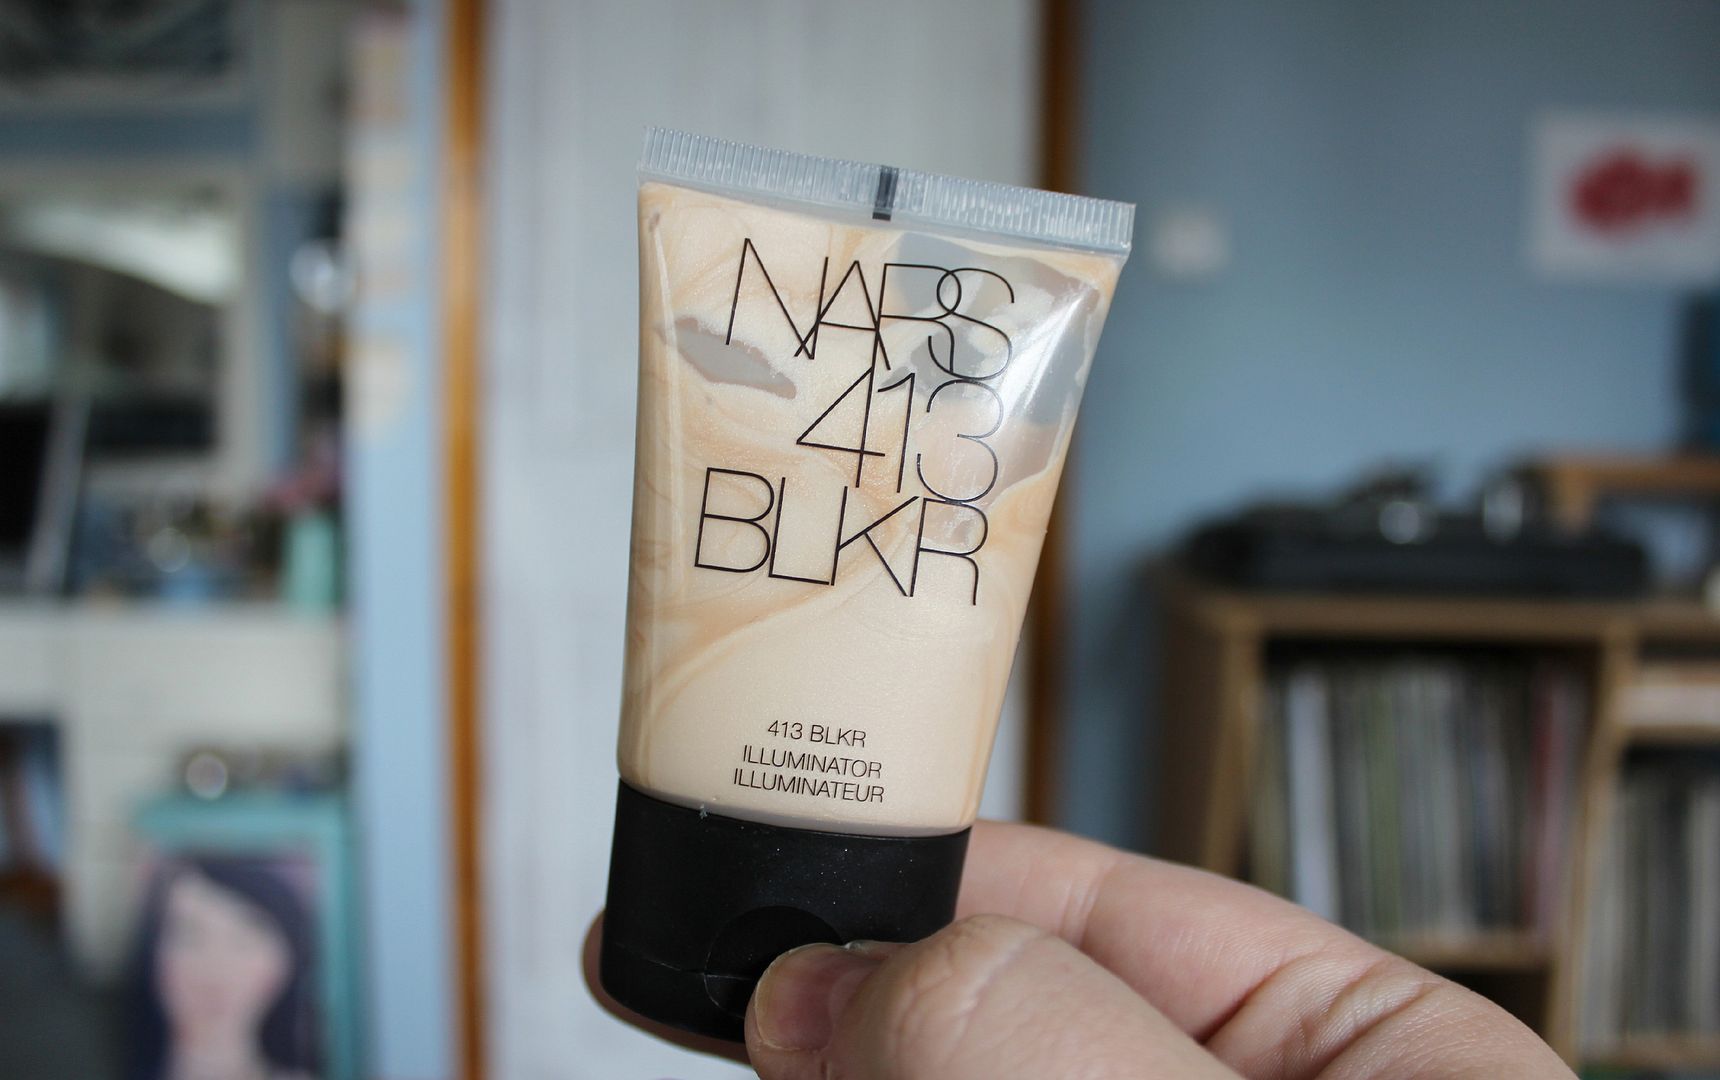 NARS
413
BLKR
413 BLKR
ILLUMINATOR
ILLUMINATEUR